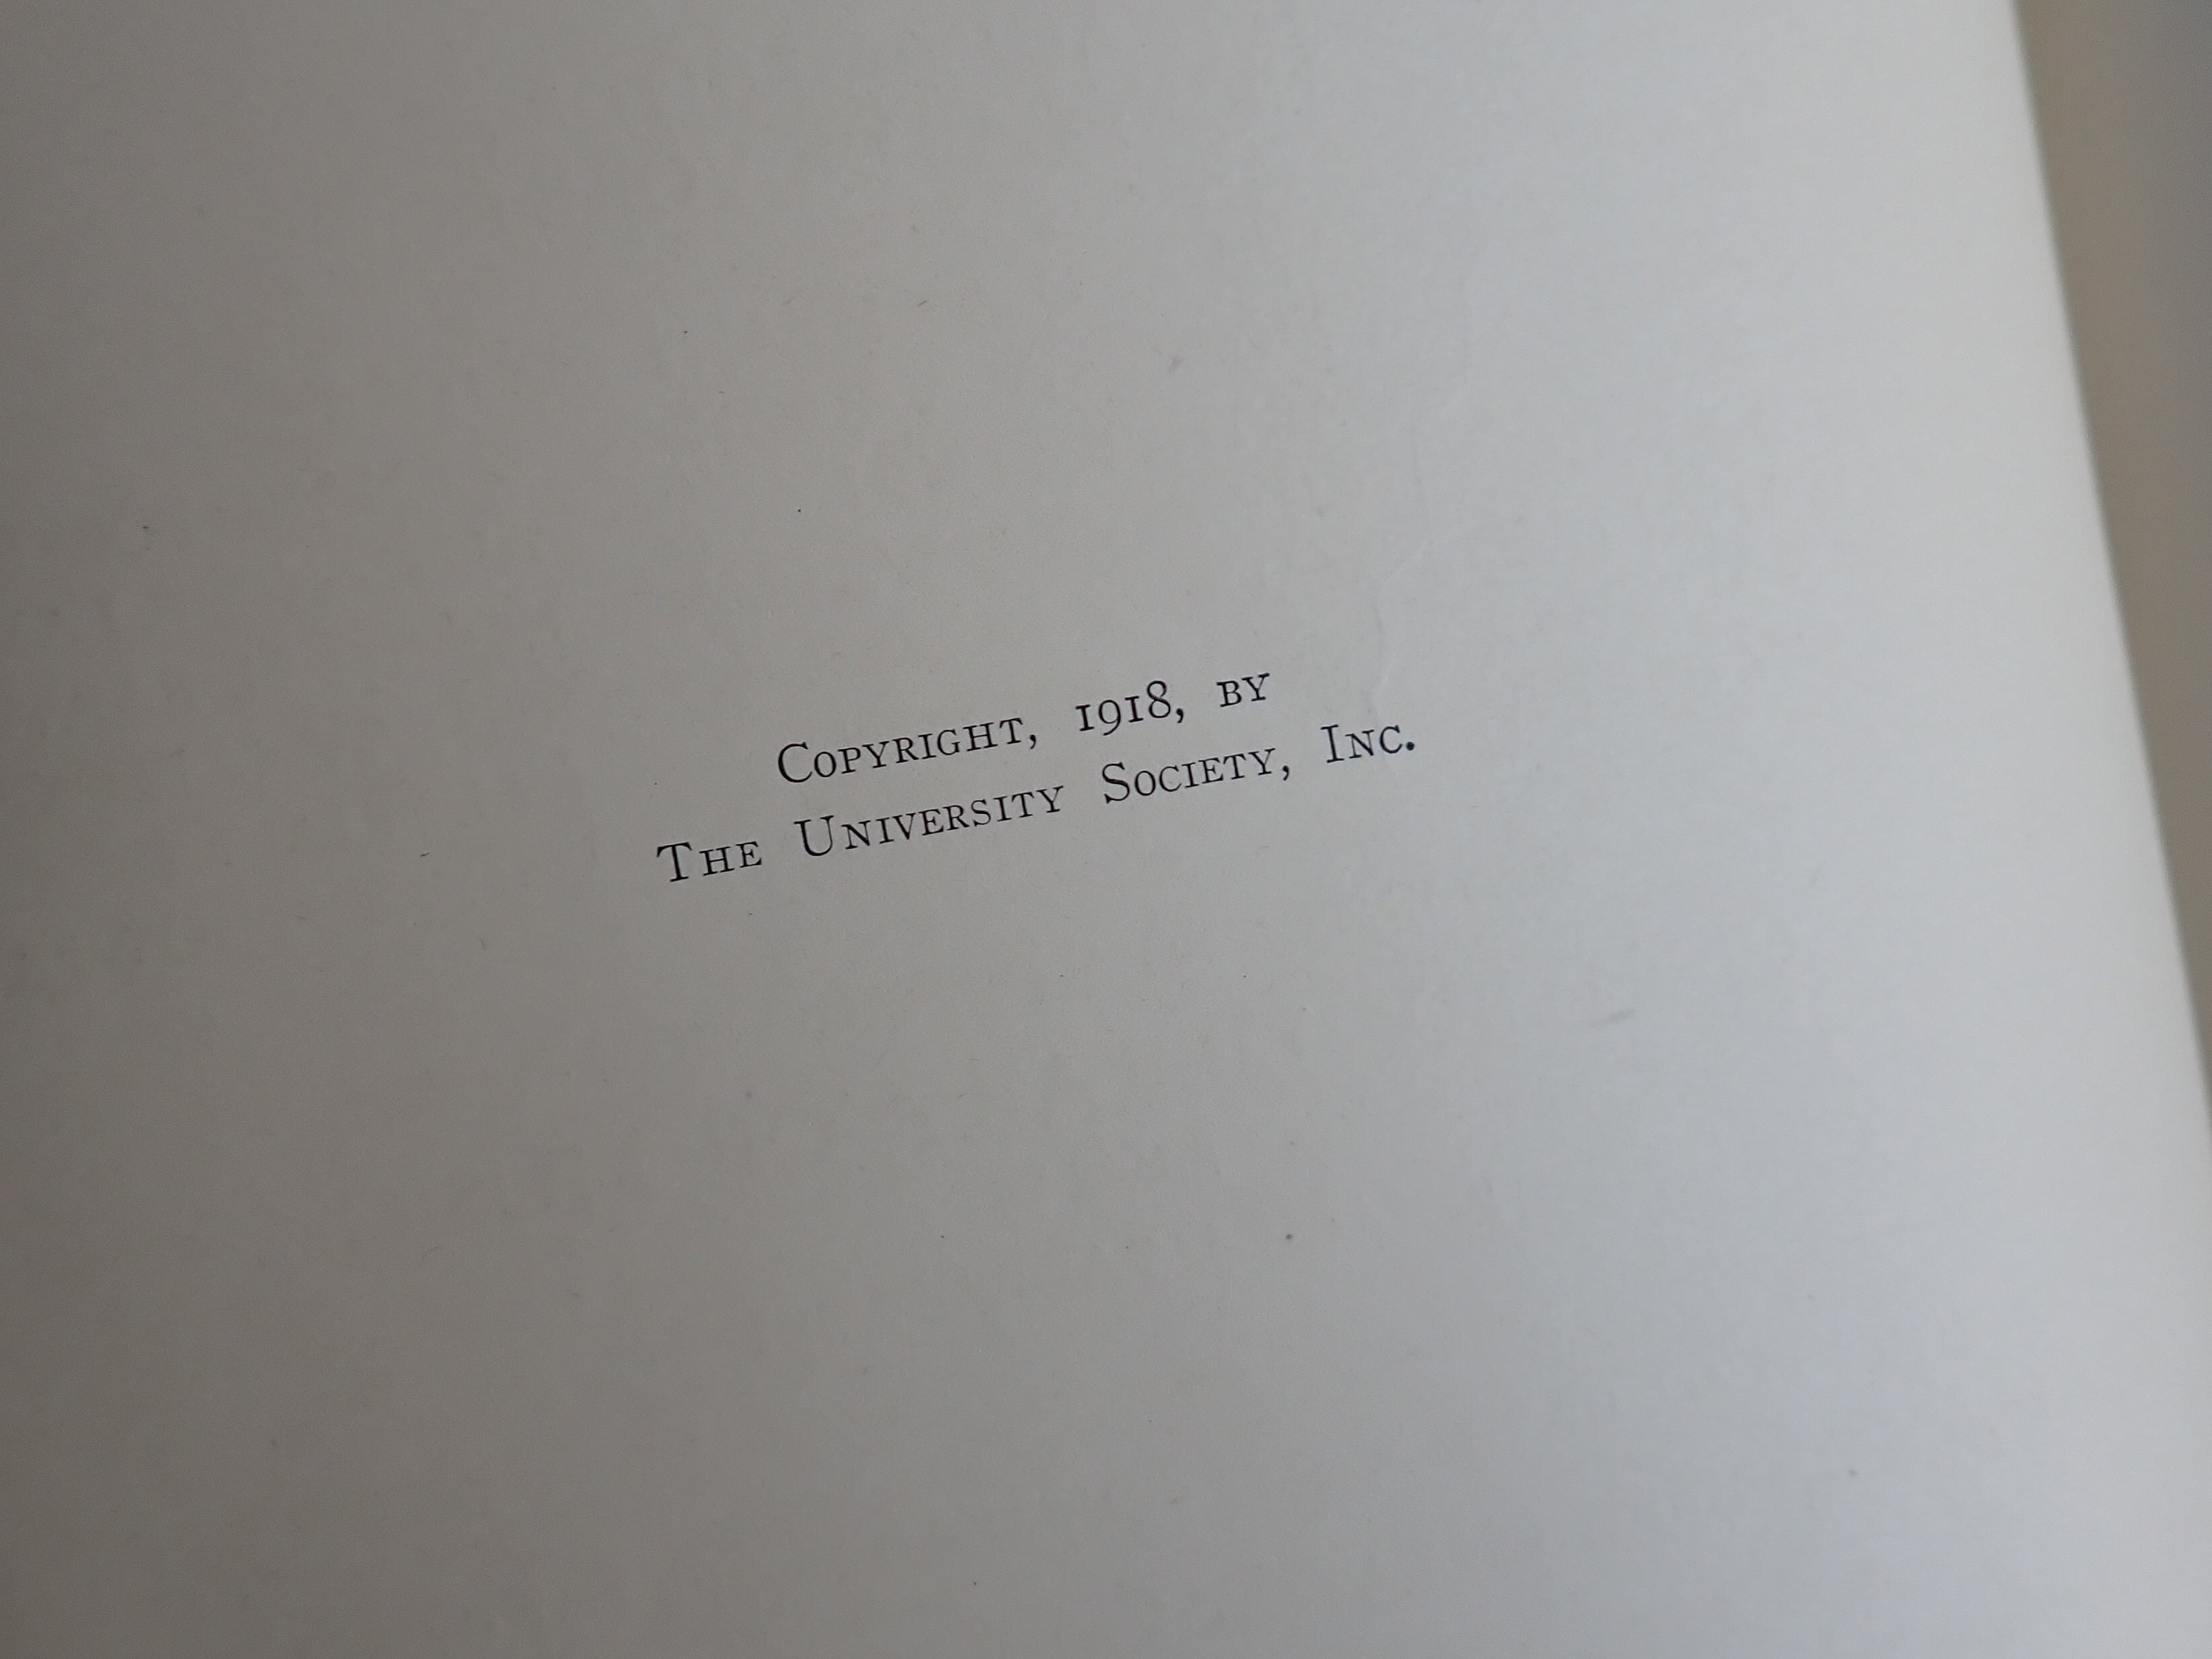 Copyright, 1918, by
The University Society, Inc.